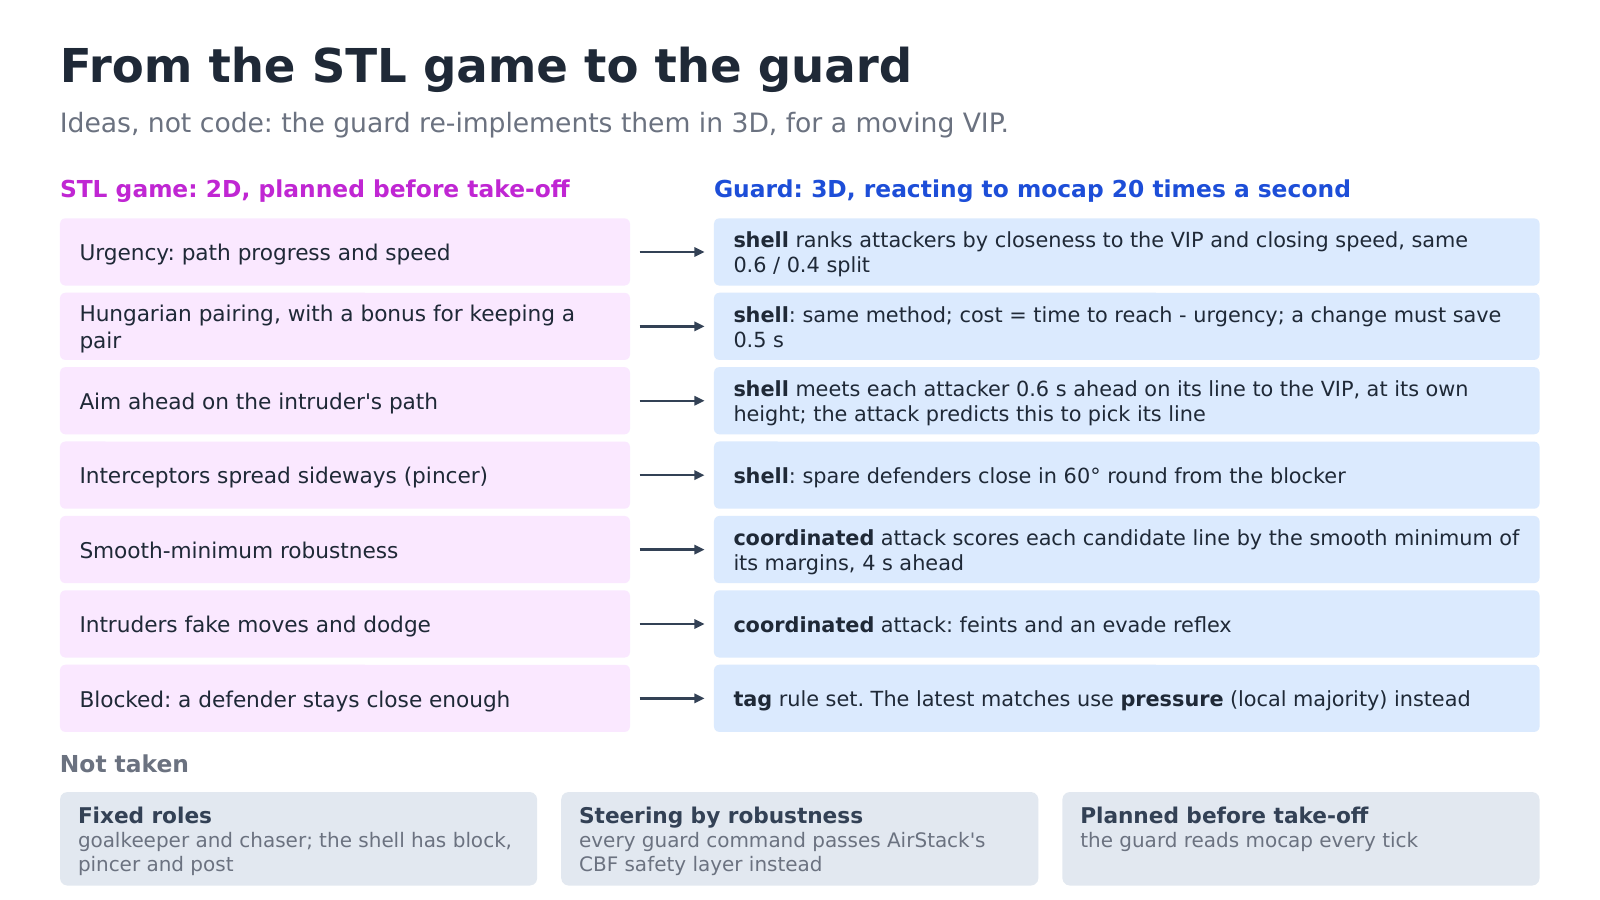 From the STL game to the guard
Ideas, not code: the guard re-implements them in 3D, for a moving VIP.
STL game: 2D, planned before take-off
Guard: 3D, reacting to mocap 20 times a second
Urgency: path progress and speed
shell ranks attackers by closeness to the VIP and closing speed, same
0.6 / 0.4 split
Hungarian pairing, with a bonus for keeping a
pair
shell: same method; cost = time to reach - urgency; a change must save
0.5 s
Aim ahead on the intruder's path
shell meets each attacker 0.6 s ahead on its line to the VIP, at its own
height; the attack predicts this to pick its line
Interceptors spread sideways (pincer)
shell: spare defenders close in 60° round from the blocker
Smooth-minimum robustness
coordinated attack scores each candidate line by the smooth minimum of
its margins, 4 s ahead
Intruders fake moves and dodge
coordinated attack: feints and an evade reflex
Blocked: a defender stays close enough
tag rule set. The latest matches use pressure (local majority) instead
Not taken
Fixed roles
goalkeeper and chaser; the shell has block,
pincer and post
Steering by robustness
every guard command passes AirStack's
CBF safety layer instead
Planned before take-off
the guard reads mocap every tick